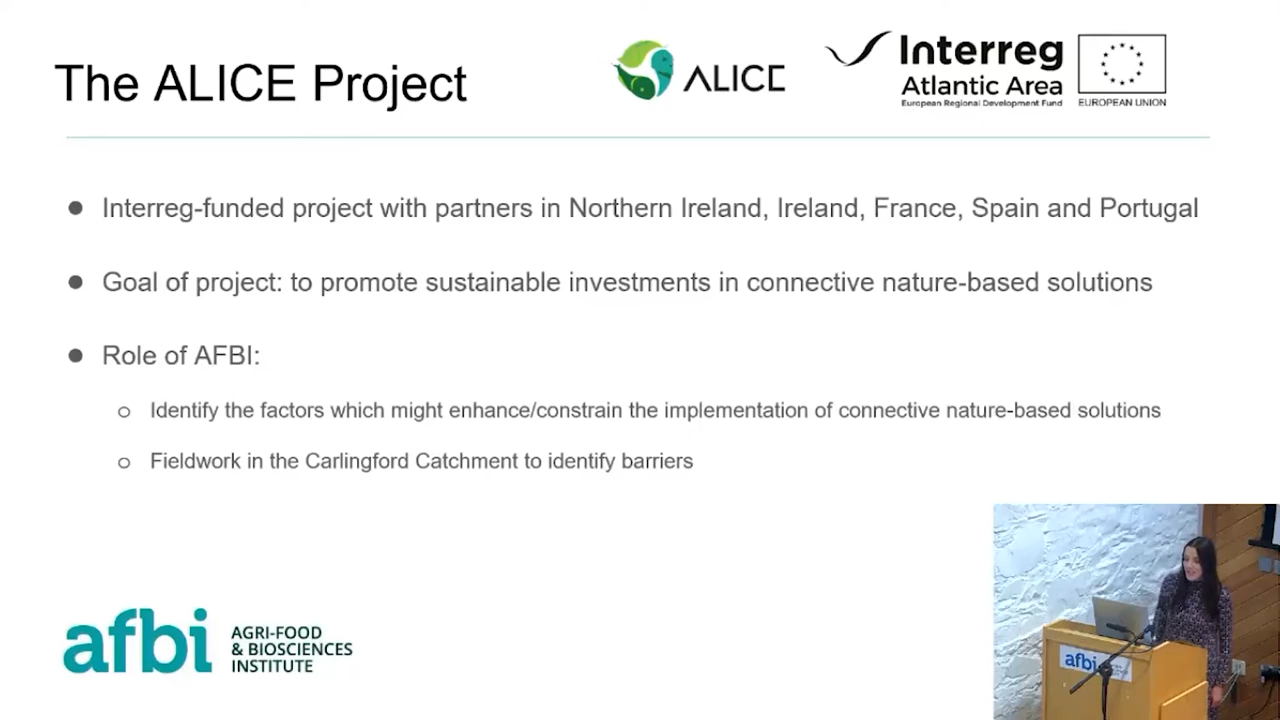 The ALICE Project
ALICE
Interreg
Atlantic Area
European Regional Development Fund
EUROPEAN UNION
● Interreg-funded project with partners in Northern Ireland, Ireland, France, Spain and Portugal
● Goal of project: to promote sustainable investments in connective nature-based solutions
● Role of AFBI:
o Identify the factors which might enhance/constrain the implementation of connective nature-based solutions
o Fieldwork in the Carlingford Catchment to identify barriers
afbi
AGRI-FOOD
& BIOSCIENCES
INSTITUTE
afbi